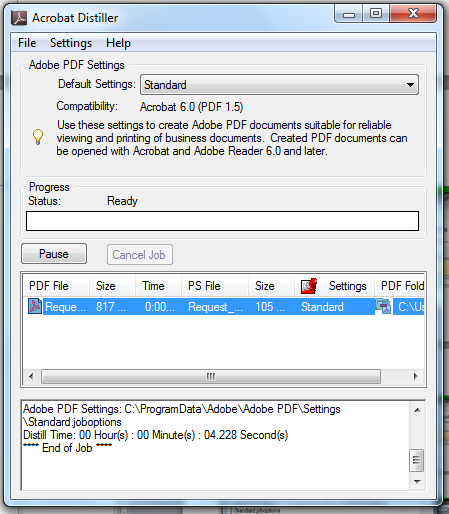 Acrobat Distiller
File Settings Help
Adobe PDF Settings
Default Settings: Standard
Compatibility: Acrobat 6.0 (PDF 1.5)
Use these settings to create Adobe PDF documents suitable for reliable
viewing and printing of business documents. Created PDF documents can
be opened with Acrobat and Adobe Reader 6.0 and later.
Progress
Status: Ready
Pause Cancel Job
PDF File Size Time PS File Size Settings PDF Fold
Reque... 817 ... 0:00... Request_... 105 ... Standard C:\Us
Adobe PDF Settings: C:\ProgramData\Adobe\Adobe PDF\Settings
\Standard.joboptions
Distill Time: 00 Hour(s) : 00 Minute(s) : 04.228 Second(s)
**** End of Job ****
\Standard.joboptions